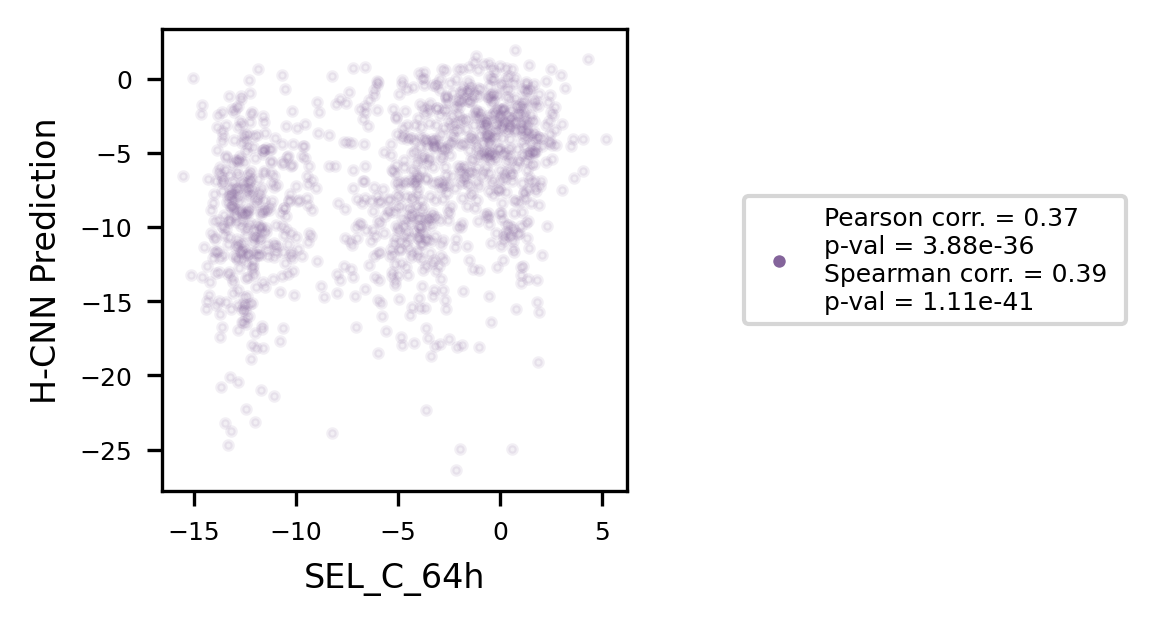 H-CNN Prediction
0
−5
−10
−15
−20
−25
−15
−10
−5
0
5
SEL_C_64h
Pearson corr. = 0.37
p-val = 3.88e-36
Spearman corr. = 0.39
p-val = 1.11e-41